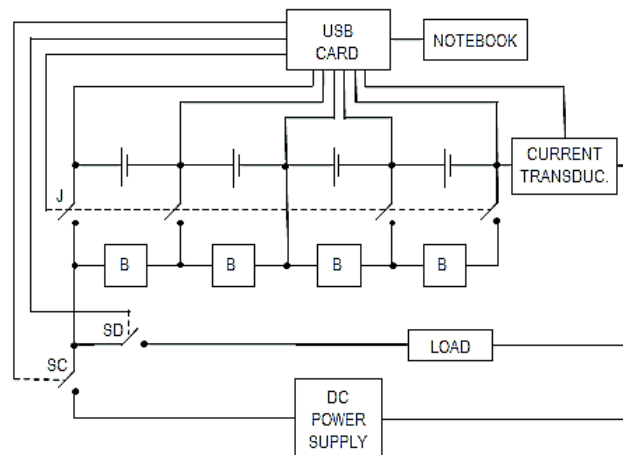 USB
CARD
NOTEBOOK
CURRENT
TRANSDUC.
J
B
B
B
B
SD
LOAD
SC
DC
POWER
SUPPLY